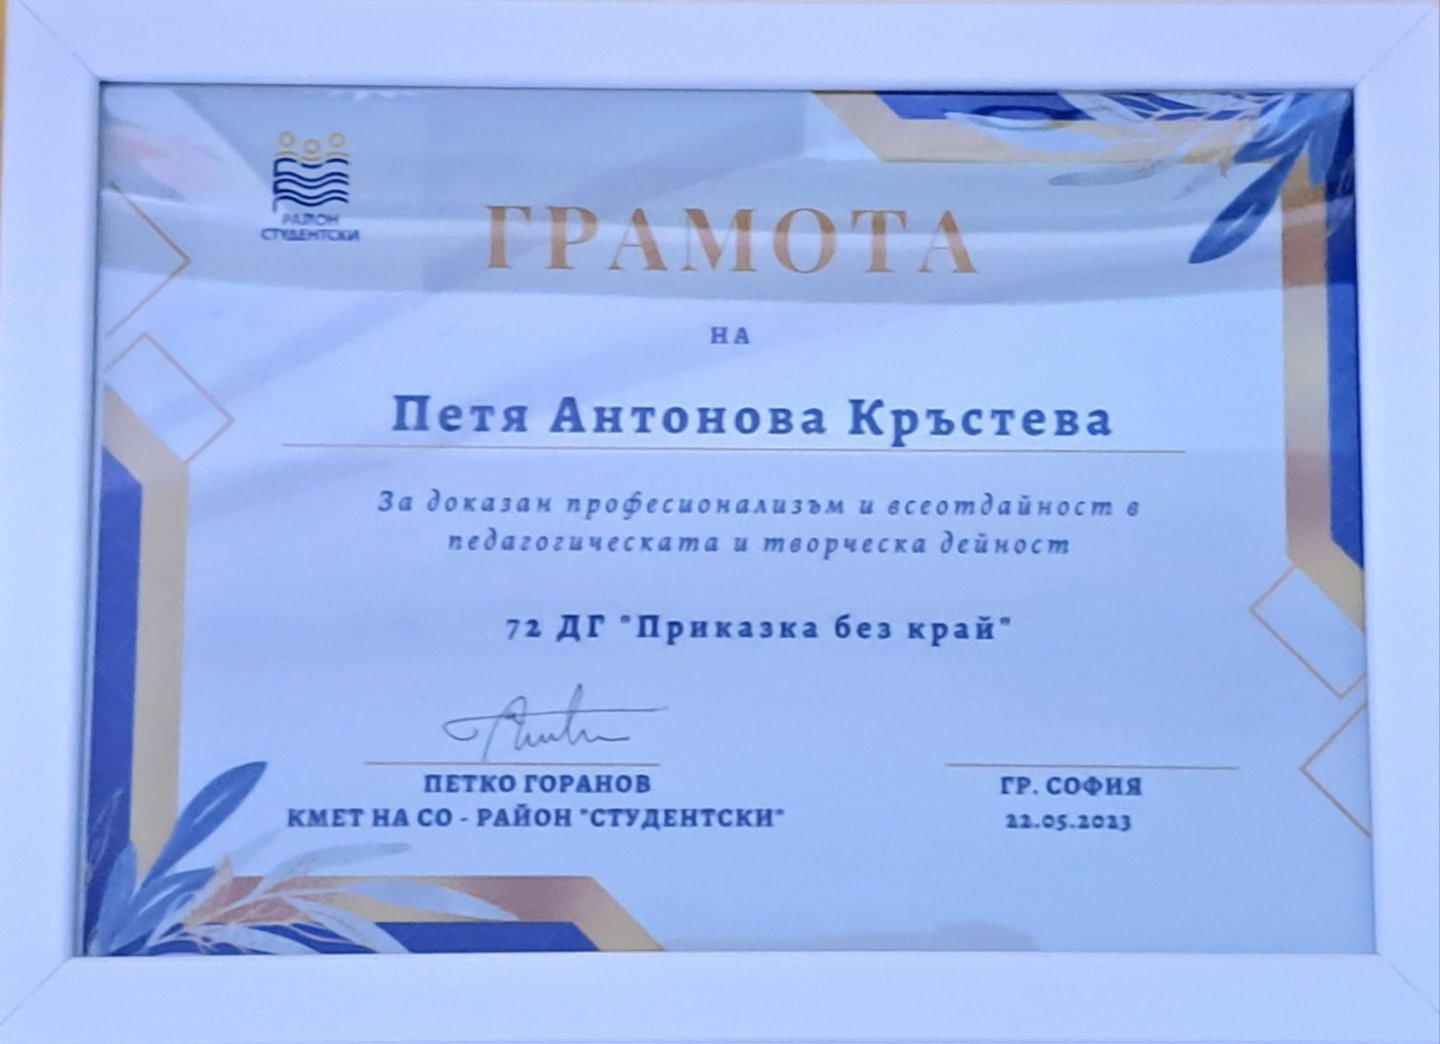 РАЙОН
СТУДЕНТСКИ
ГРАМОТА
НА
Петя Антонова Кръстева
За доказан професионализъм и всеотдайност в
педагогическата и творческа дейност
72 ДГ "Приказка без край"
ПЕТКО ГОРАНОВ
КМЕТ НА СО - РАЙОН "СТУДЕНТСКИ"
ГР. СОФИЯ
22.05.2023